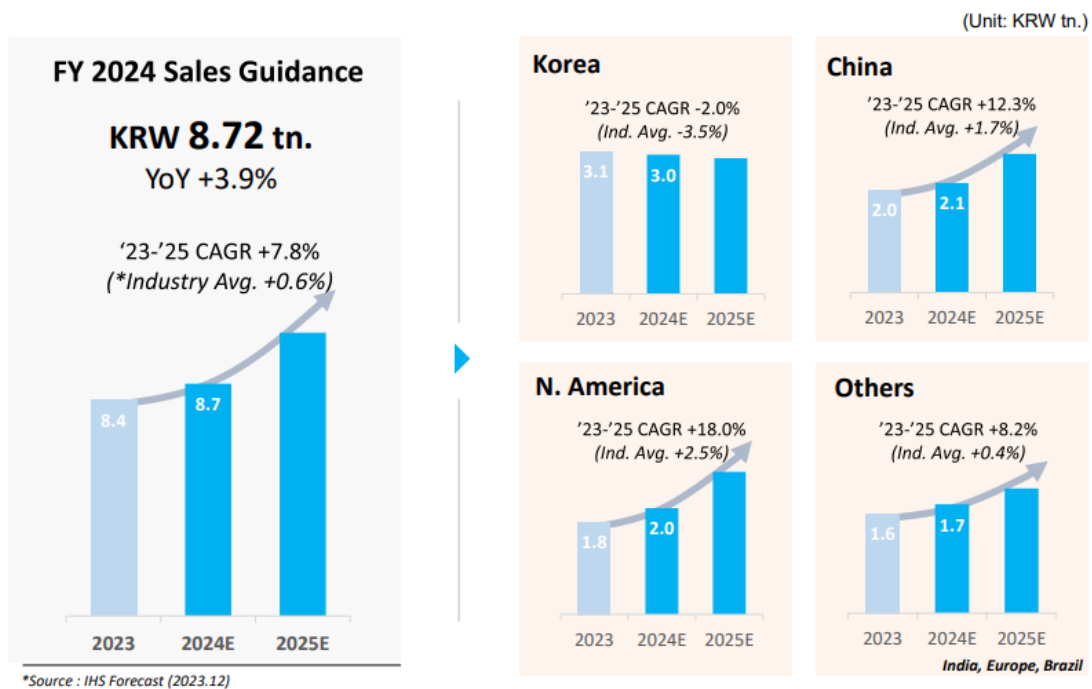 (Unit: KRW tn.)
FY 2024 Sales Guidance
KRW 8.72 tn.
YoY +3.9%
‘23-’25 CAGR +7.8%
(*Industry Avg. +0.6%)
8.4
8.7
2023 2024E 2025E
*Source : IHS Forecast (2023.12)
Korea
’23-’25 CAGR -2.0%
(Ind. Avg. -3.5%)
3.1
3.0
2023 2024E 2025E
China
’23-’25 CAGR +12.3%
(Ind. Avg. +1.7%)
2.0
2.1
2023 2024E 2025E
N. America
’23-’25 CAGR +18.0%
(Ind. Avg. +2.5%)
1.8
2.0
2023 2024E 2025E
Others
’23-’25 CAGR +8.2%
(Ind. Avg. +0.4%)
1.6
1.7
2023 2024E 2025E
India, Europe, Brazil